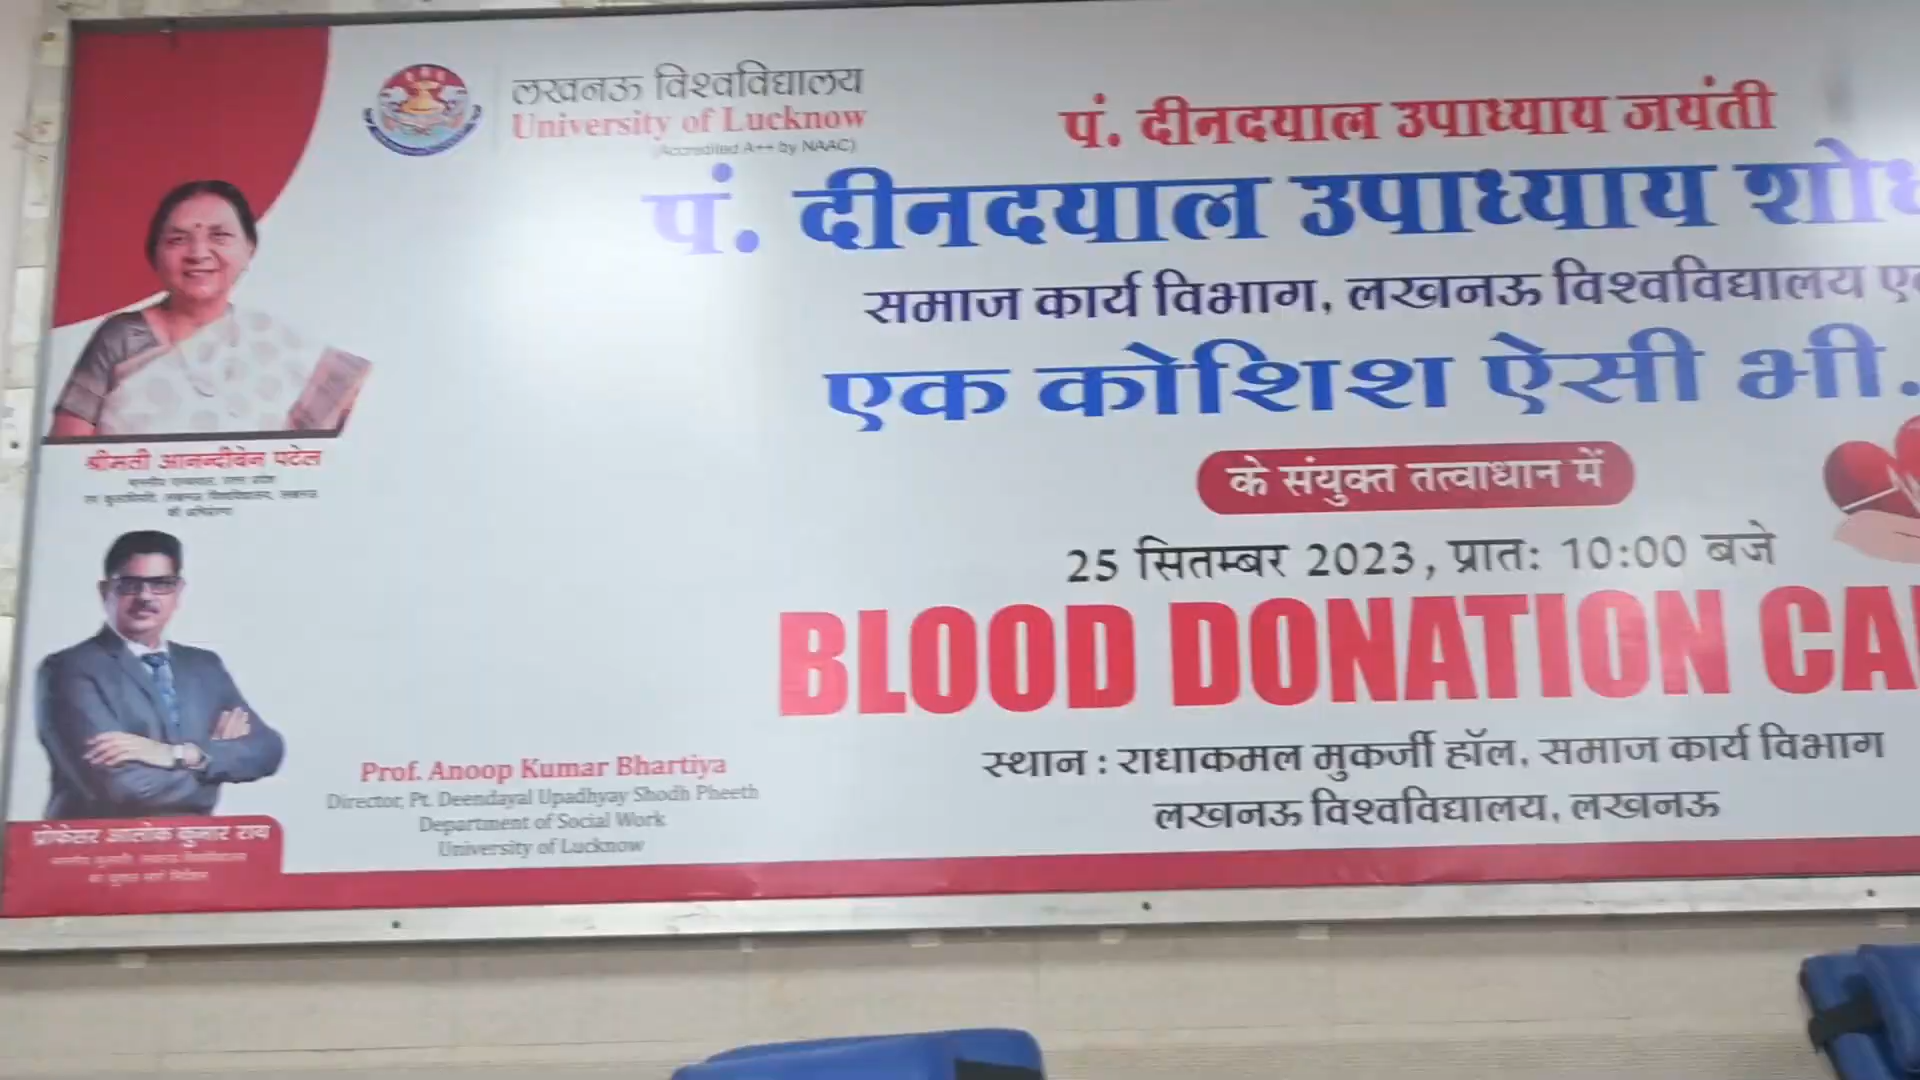 लखनऊ विश्वविद्यालय
University of Lucknow
(Accredited A++ by NAAC)
पं. दीनदयाल उपाध्याय जयंती
पं. दीनदयाल उपाध्याय
समाज कार्य विभाग, लखनऊ विश्वविद्यालय
एक कोशिश ऐसी भी.
के संयुक्त तत्वाधान में
25 सितम्बर 2023, प्रातः 10:00 बजे
BLOOD DONATION
स्थान : राधाकमल मुकर्जी हॉल, समाज कार्य विभाग
लखनऊ विश्वविद्यालय, लखनऊ
श्रीमती आनन्दीबेन पटेल
Prof. Anoop Kumar Bhartiya
Director, Pt. Deendayal Upadhyay Shodh Pheeth
Department of Social Work
University of Lucknow
प्रोफेसर आलोक कुमार राय